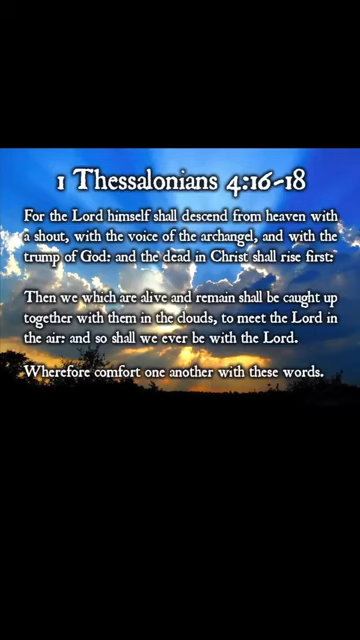 1 Thessalonians 4:16-18
For the Lord himself shall descend from heaven with
a shout, with the voice of the archangel, and with the
trump of God: and the dead in Christ shall rise first:
Then we which are alive and remain shall be caught up
together with them in the clouds, to meet the Lord in
the air: and so shall we ever be with the Lord.
Wherefore comfort one another with these words.